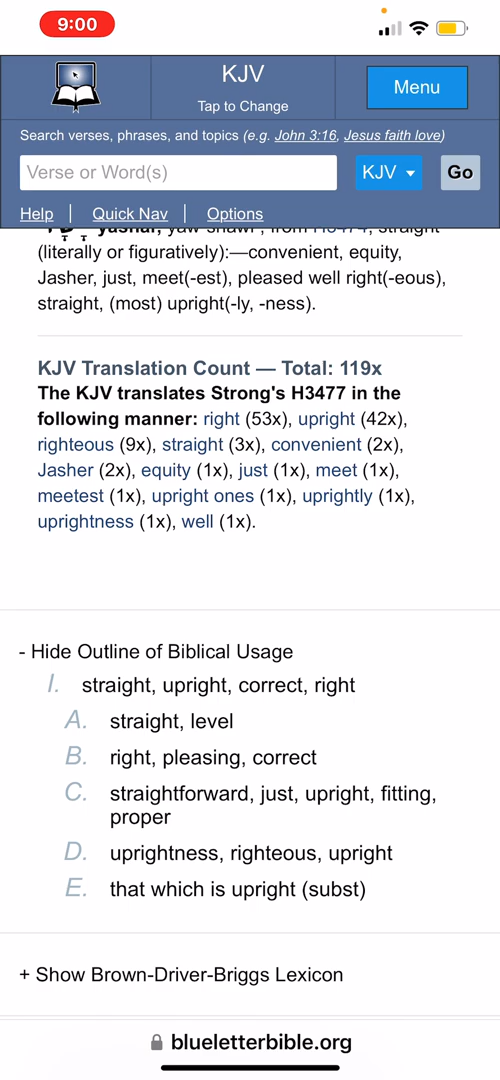 9:00
KJV
Tap to Change
Menu
Search verses, phrases, and topics (e.g. John 3:16, Jesus faith love)
Verse or Word(s)
KJV
Go
Help | Quick Nav | Options
yashar, yaw-shawr', from H3474; straight
(literally or figuratively):—convenient, equity,
Jasher, just, meet(-est), pleased well right(-eous),
straight, (most) upright(-ly, -ness).
KJV Translation Count — Total: 119x
The KJV translates Strong's H3477 in the
following manner: right (53x), upright (42x),
righteous (9x), straight (3x), convenient (2x),
Jasher (2x), equity (1x), just (1x), meet (1x),
meetest (1x), upright ones (1x), uprightly (1x),
uprightness (1x), well (1x).
- Hide Outline of Biblical Usage
I. straight, upright, correct, right
A. straight, level
B. right, pleasing, correct
C. straightforward, just, upright, fitting,
proper
D. uprightness, righteous, upright
E. that which is upright (subst)
+ Show Brown-Driver-Briggs Lexicon
blueletterbible.org